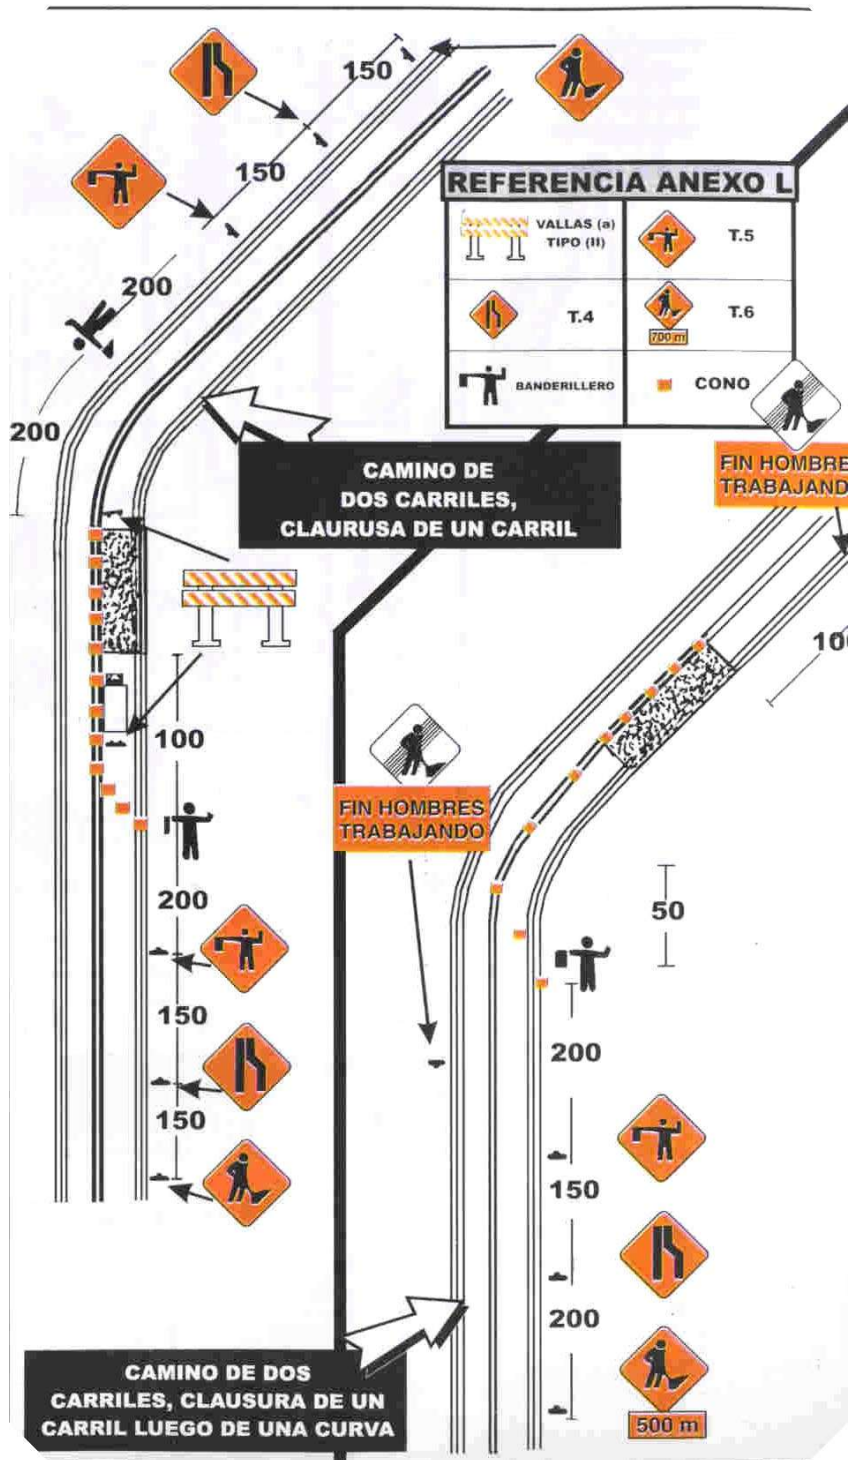 150
150
200
200
REFERENCIA ANEXO L
VALLAS (a)
TIPO (II)
T.5
T.4
T.6
700 m
BANDERILLERO
CONO
CAMINO DE
DOS CARRILES,
CLAURUSA DE UN CARRIL
FIN HOMBRE
TRABAJAND
100
100
FIN HOMBRES
TRABAJANDO
200
150
150
50
200
150
200
500 m
CAMINO DE DOS
CARRILES, CLAUSURA DE UN
CARRIL LUEGO DE UNA CURVA